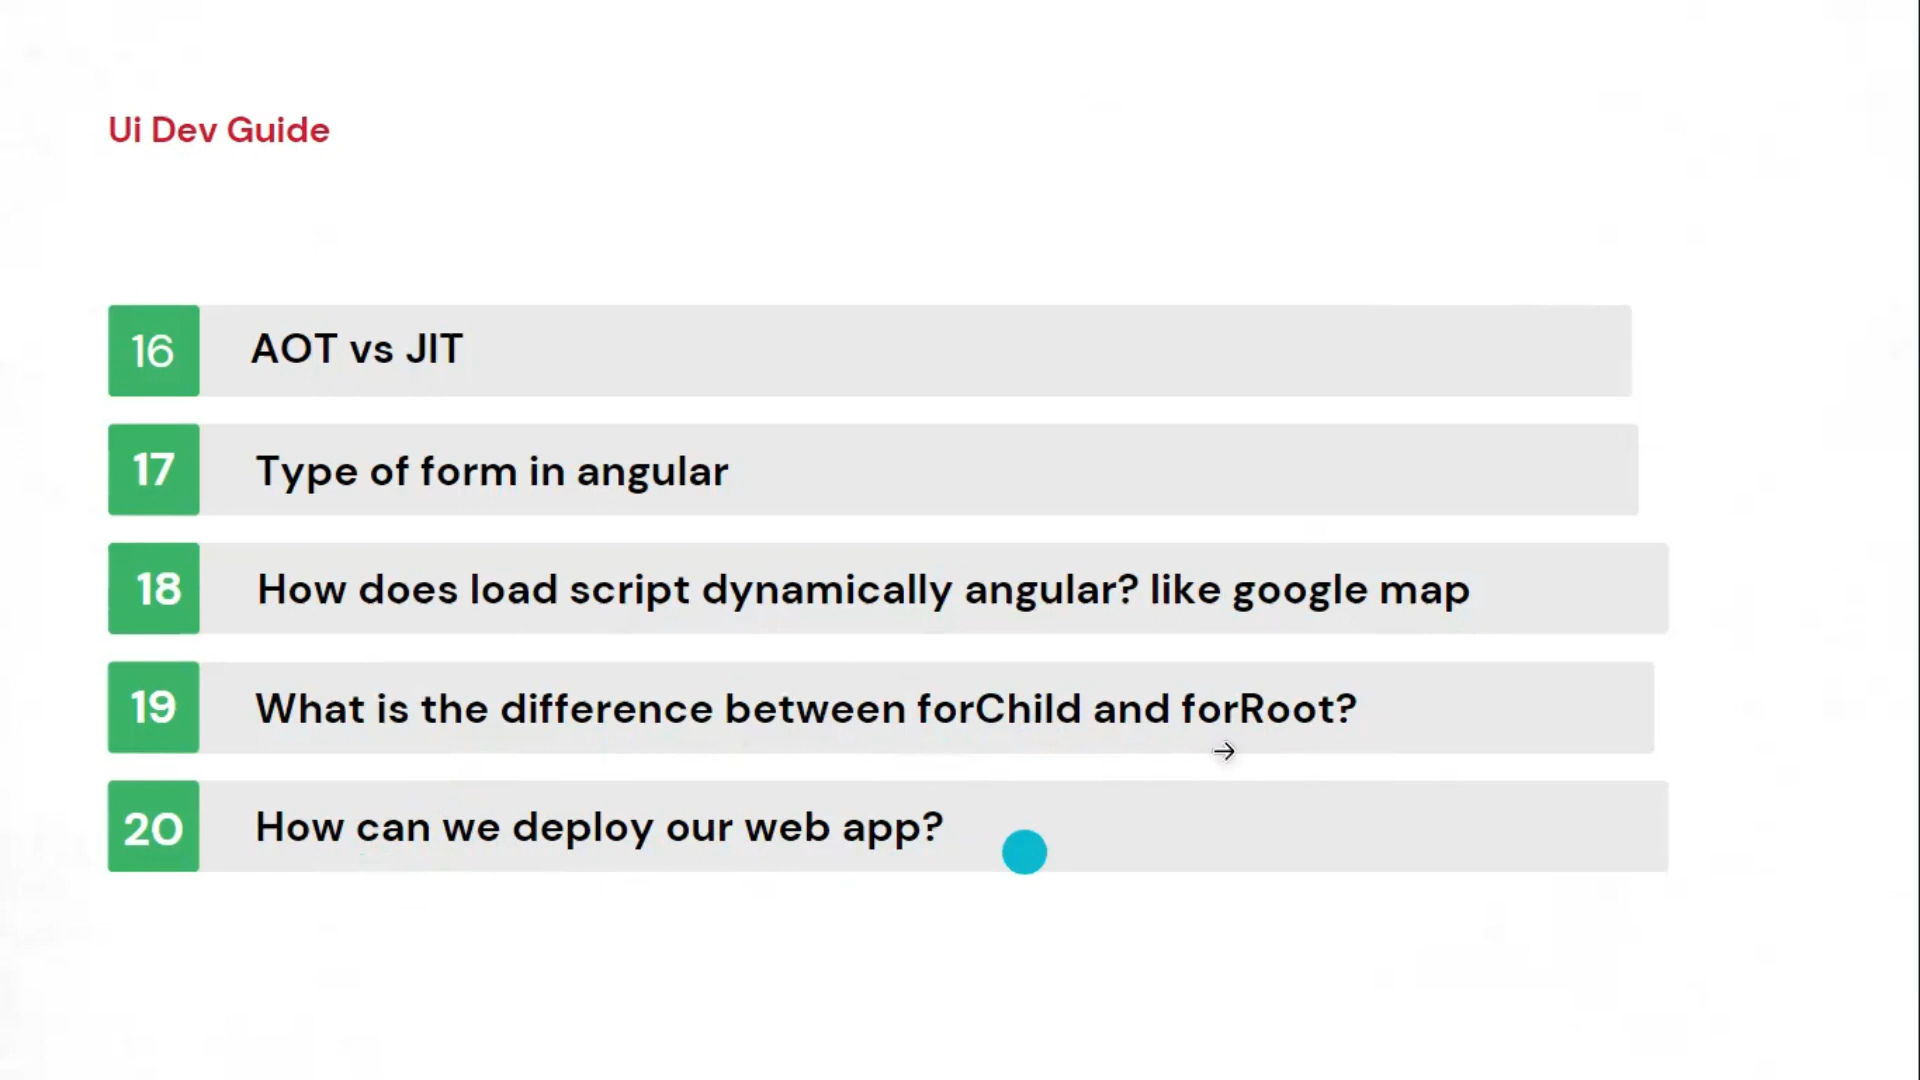 Ui Dev Guide
16 AOT vs JIT
17 Type of form in angular
18 How does load script dynamically angular? like google map
19 What is the difference between forChild and forRoot?
20 How can we deploy our web app?